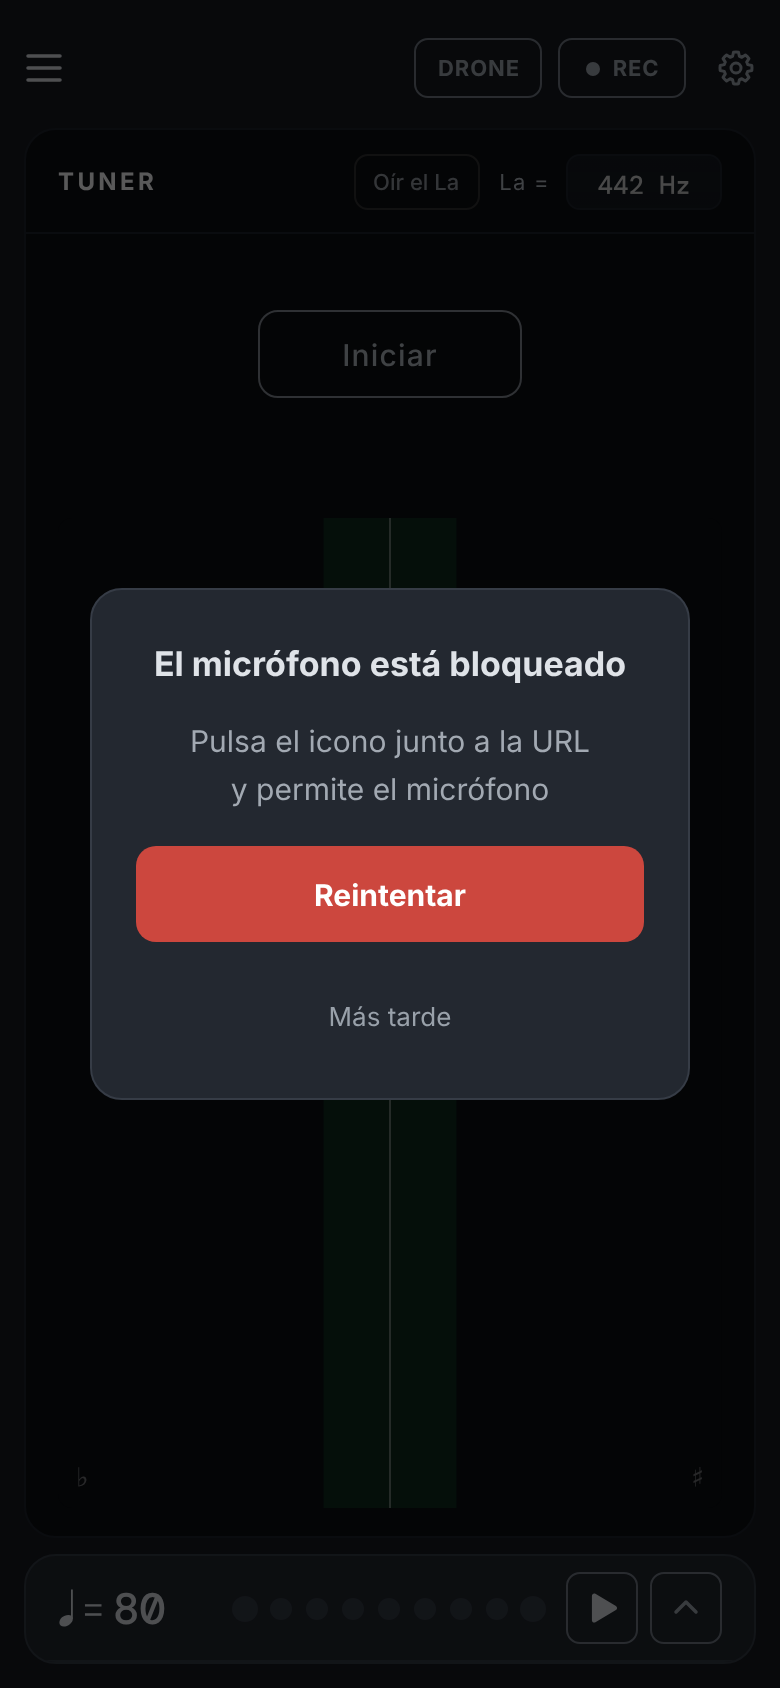 DRONE
REC
TUNER
Oír el La
La =
442 Hz
Iniciar
El micrófono está bloqueado
Pulsa el icono junto a la URL
y permite el micrófono
Reintentar
Más tarde
♭
♯
♩ = 80